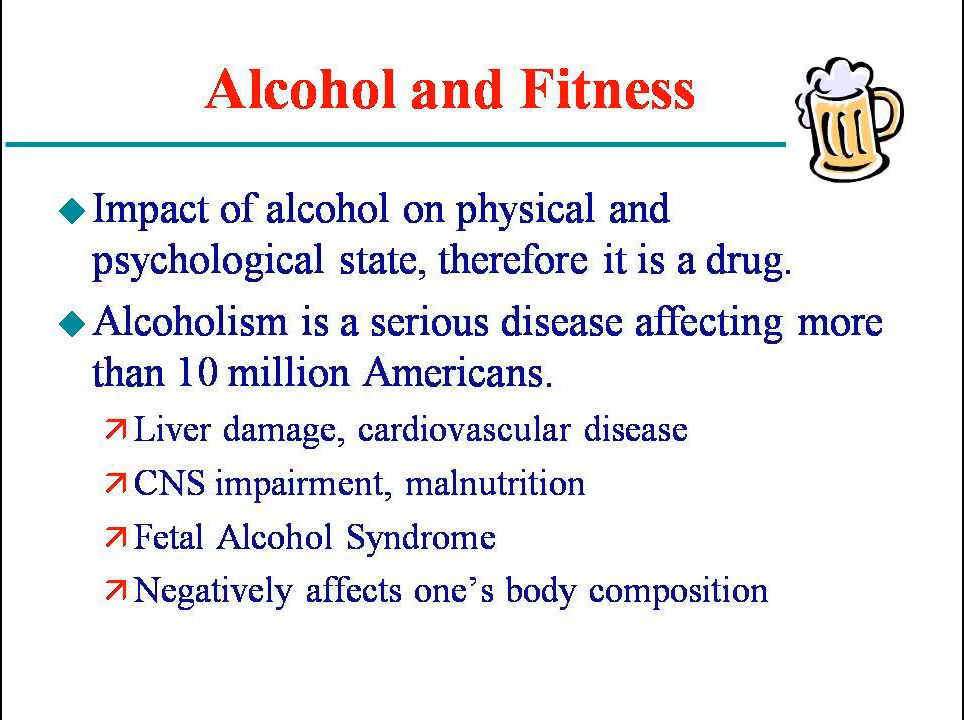 Alcohol and Fitness
Impact of alcohol on physical and
psychological state, therefore it is a drug.
Alcoholism is a serious disease affecting more
than 10 million Americans.
Liver damage, cardiovascular disease
CNS impairment, malnutrition
Fetal Alcohol Syndrome
Negatively affects one’s body composition